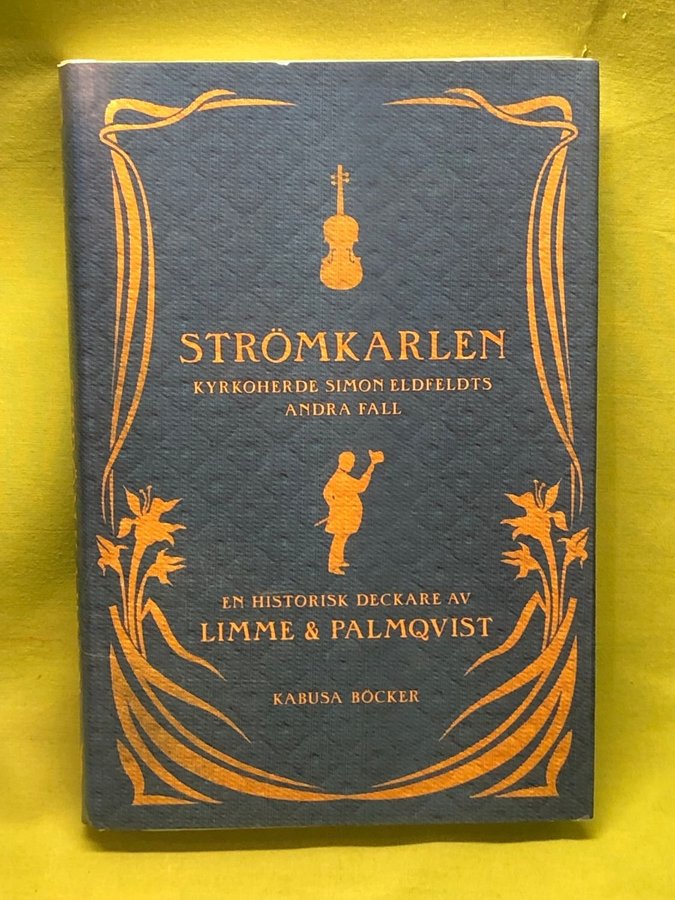 STRÖMKARLEN
KYRKOHERDE SIMON ELDFELDTS
ANDRA FALL
EN HISTORISK DECKARE AV
LIMME & PALMQVIST
KABUSA BÖCKER